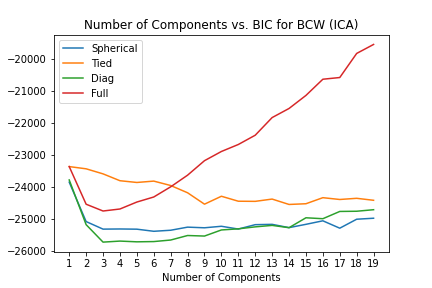 Number of Components vs. BIC for BCW (ICA)
Spherical
Tied
Diag
Full
−20000
−21000
−22000
−23000
−24000
−25000
−26000
1 2 3 4 5 6 7 8 9 10 11 12 13 14 15 16 17 18 19
Number of Components